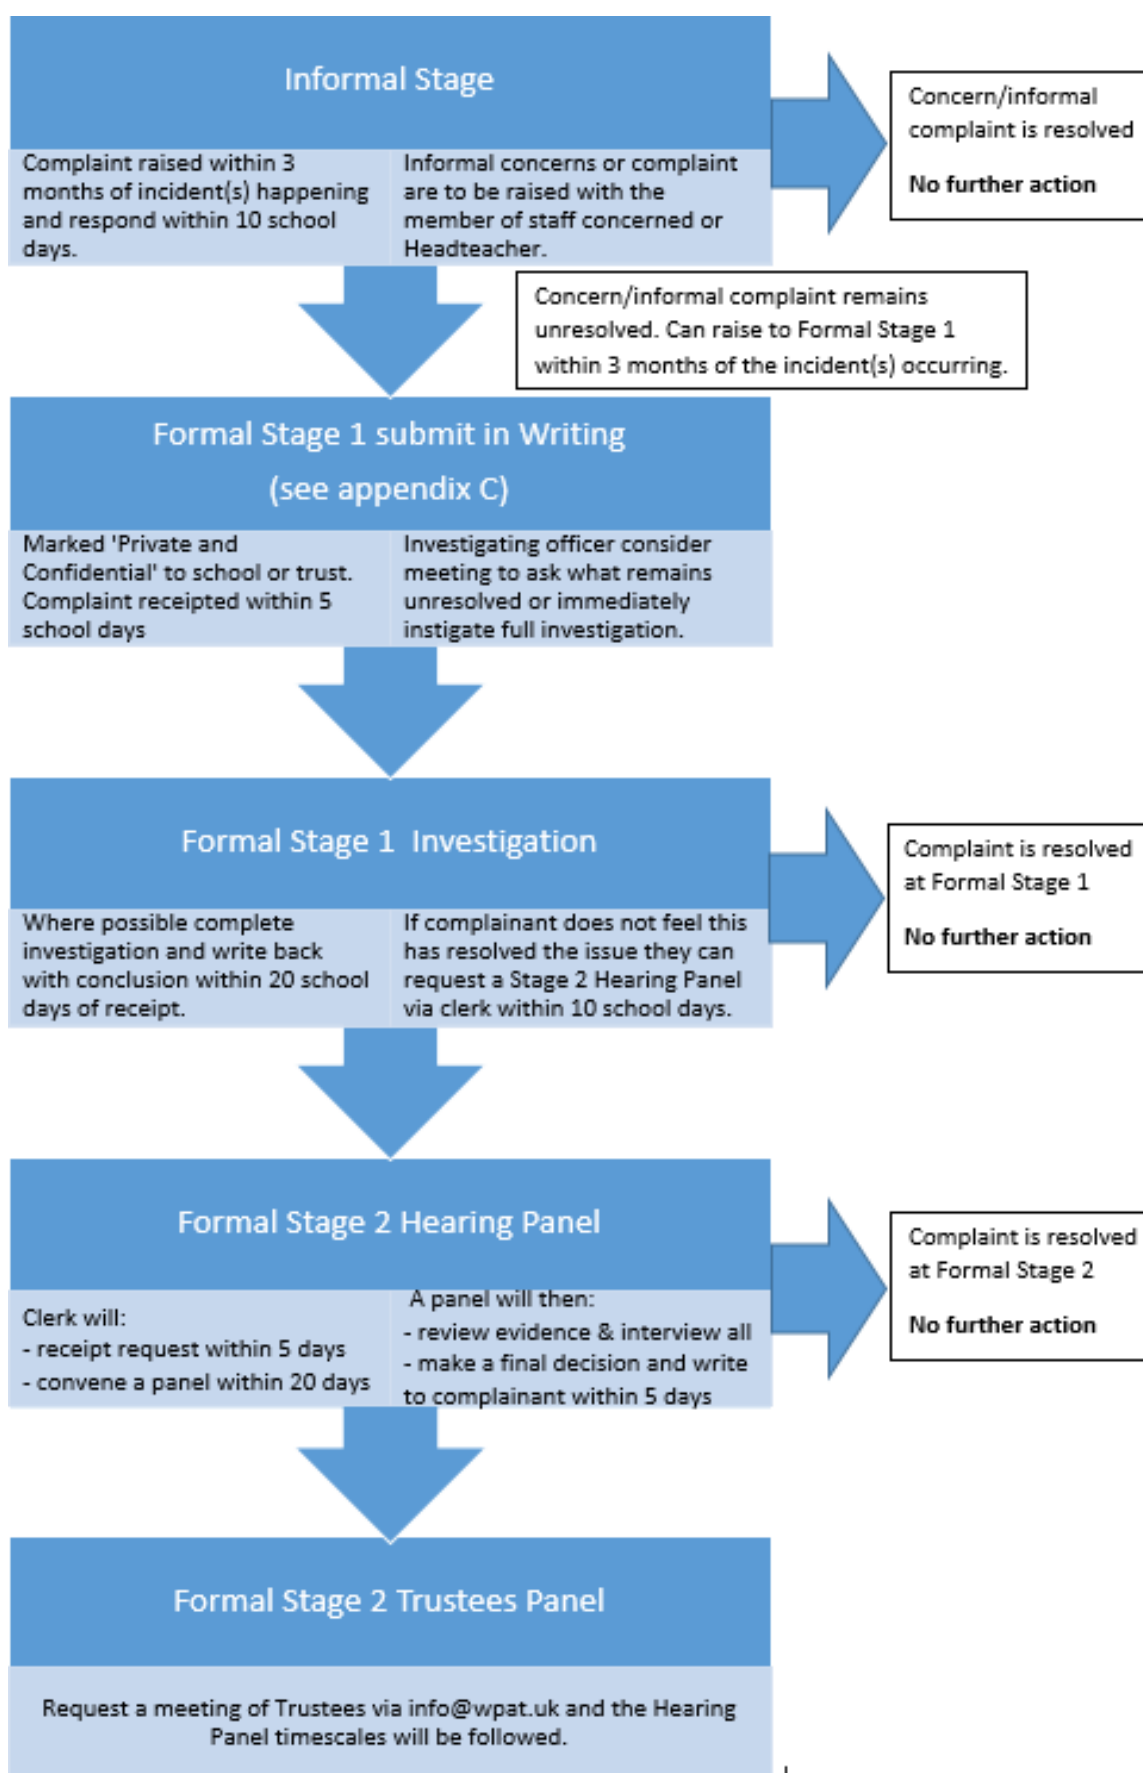 Informal Stage
Complaint raised within 3
months of incident(s) happening
and respond within 10 school
days.
Informal concerns or complaint
are to be raised with the
member of staff concerned or
Headteacher.
Concern/informal
complaint is resolved
No further action
Concern/informal complaint remains
unresolved. Can raise to Formal Stage 1
within 3 months of the incident(s) occurring.
Formal Stage 1 submit in Writing
(see appendix C)
Marked 'Private and
Confidential' to school or trust.
Complaint receipted within 5
school days
Investigating officer consider
meeting to ask what remains
unresolved or immediately
instigate full investigation.
Formal Stage 1 Investigation
Where possible complete
investigation and write back
with conclusion within 20 school
days of receipt.
If complainant does not feel this
has resolved the issue they can
request a Stage 2 Hearing Panel
via clerk within 10 school days.
Complaint is resolved
at Formal Stage 1
No further action
Formal Stage 2 Hearing Panel
Clerk will:
- receipt request within 5 days
- convene a panel within 20 days
A panel will then:
- review evidence & interview all
- make a final decision and write
to complainant within 5 days
Complaint is resolved
at Formal Stage 2
No further action
Formal Stage 2 Trustees Panel
Request a meeting of Trustees via info@wpat.uk and the Hearing
Panel timescales will be followed.